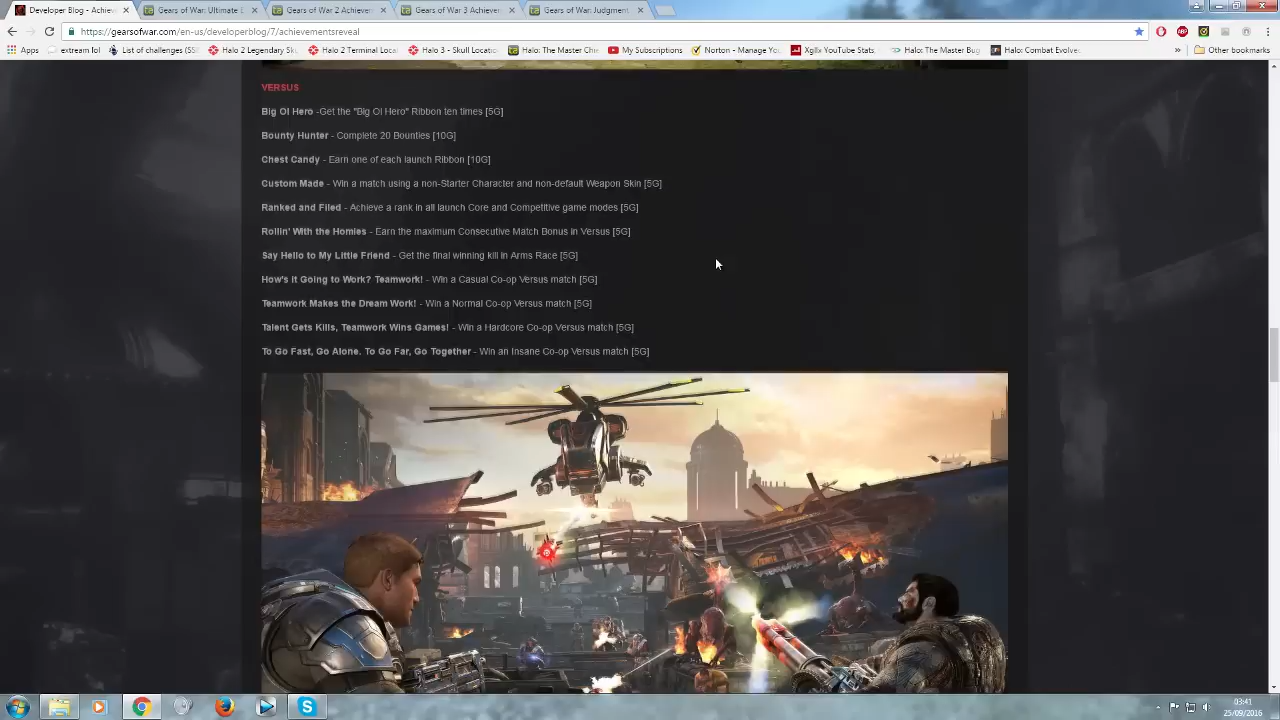 Developer Blog - Achiev
Gears of War: Ultimate E
Gears of War 2 Achievem
Gears of War 3 Achievem
Gears of War: Judgment
https://gearsofwar.com/en-us/developerblog/7/achievementsreveal
Apps
extream lol
List of challenges (SS
Halo 2 Legendary Sk
Halo 2 Terminal Loca
Halo 3 - Skull Locatio
Halo: The Master Chi
My Subscriptions
Norton - Manage Yo
Xgllx YouTube Stats
Halo: The Master Bug
Halo: Combat Evolve
»
Other bookmarks
VERSUS
Big Ol Hero -Get the "Big Ol Hero" Ribbon ten times [5G]
Bounty Hunter - Complete 20 Bounties [10G]
Chest Candy - Earn one of each launch Ribbon [10G]
Custom Made - Win a match using a non-Starter Character and non-default Weapon Skin [5G]
Ranked and Filed - Achieve a rank in all launch Core and Competitive game modes [5G]
Rollin' With the Homies - Earn the maximum Consecutive Match Bonus in Versus [5G]
Say Hello to My Little Friend - Get the final winning kill in Arms Race [5G]
How's it Going to Work? Teamwork! - Win a Casual Co-op Versus match [5G]
Teamwork Makes the Dream Work! - Win a Normal Co-op Versus match [5G]
Talent Gets Kills, Teamwork Wins Games! - Win a Hardcore Co-op Versus match [5G]
To Go Fast, Go Alone. To Go Far, Go Together - Win an Insane Co-op Versus match [5G]
03:41
25/09/2016